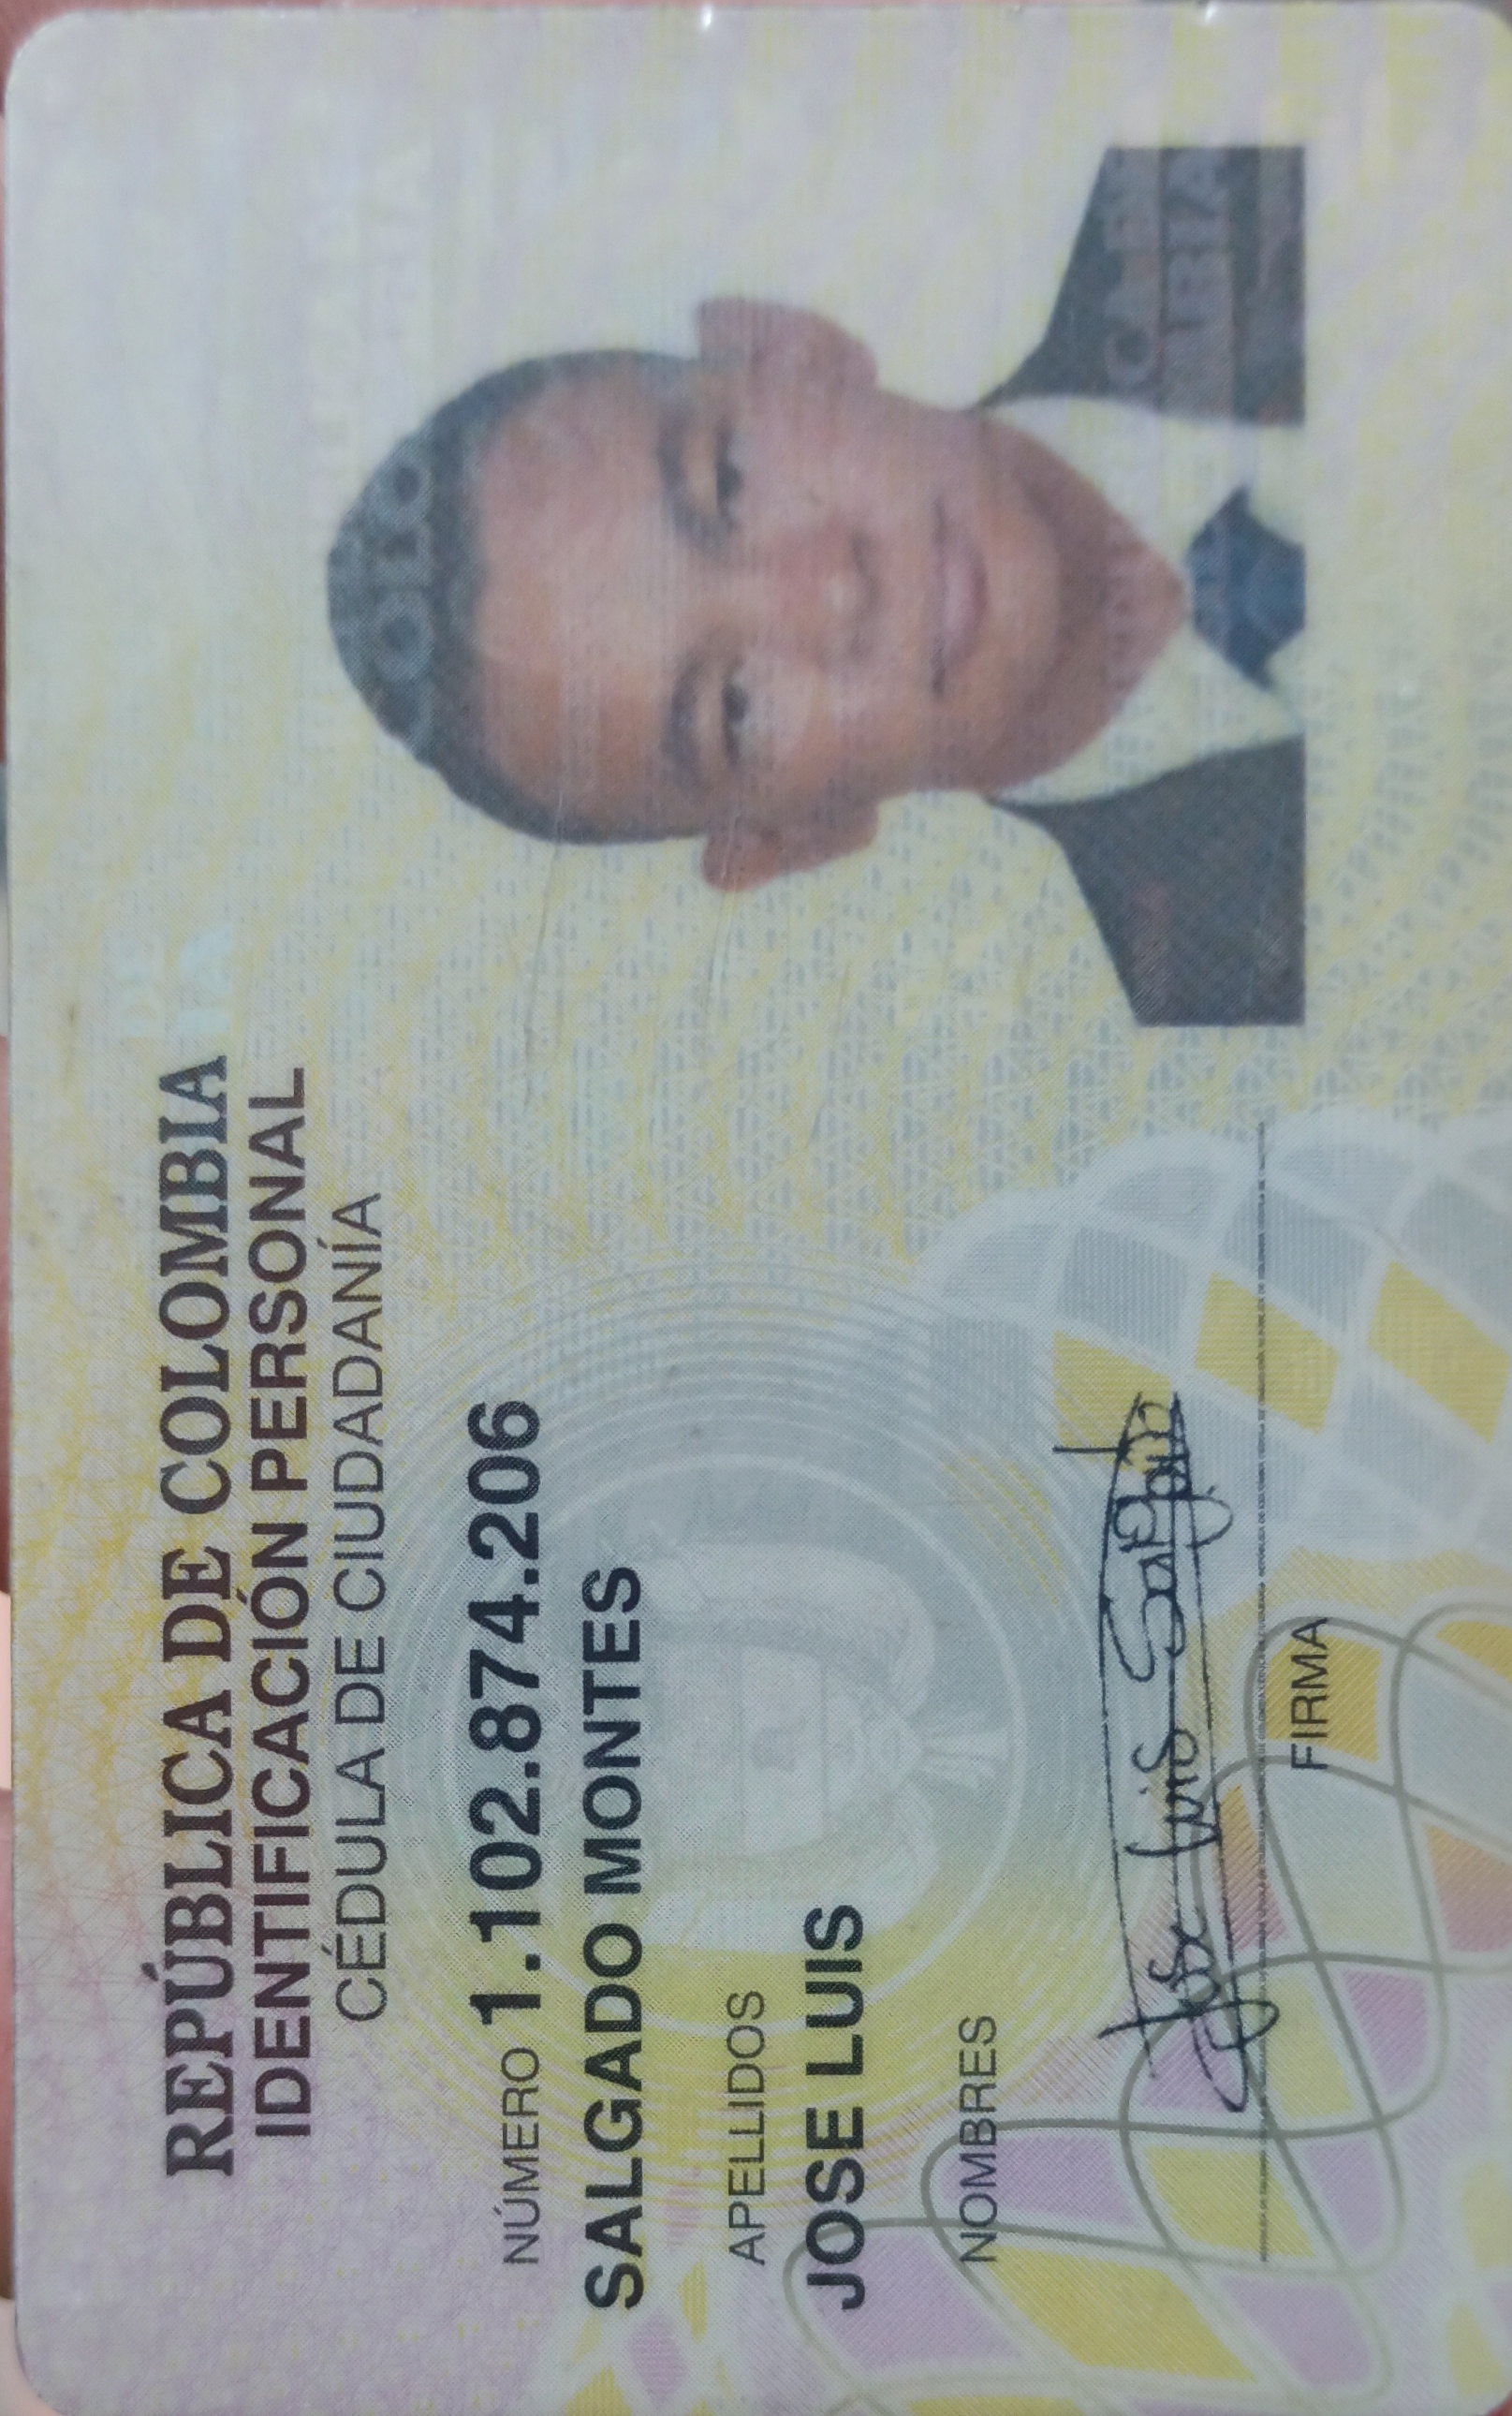 REPÚBLICA DE COLOMBIA
IDENTIFICACIÓN PERSONAL
CÉDULA DE CIUDADANÍA
NÚMERO 1.102.874.206
SALGADO MONTES
APELLIDOS
JOSE LUIS
NOMBRES
Jose Luis Salgado
FIRMA